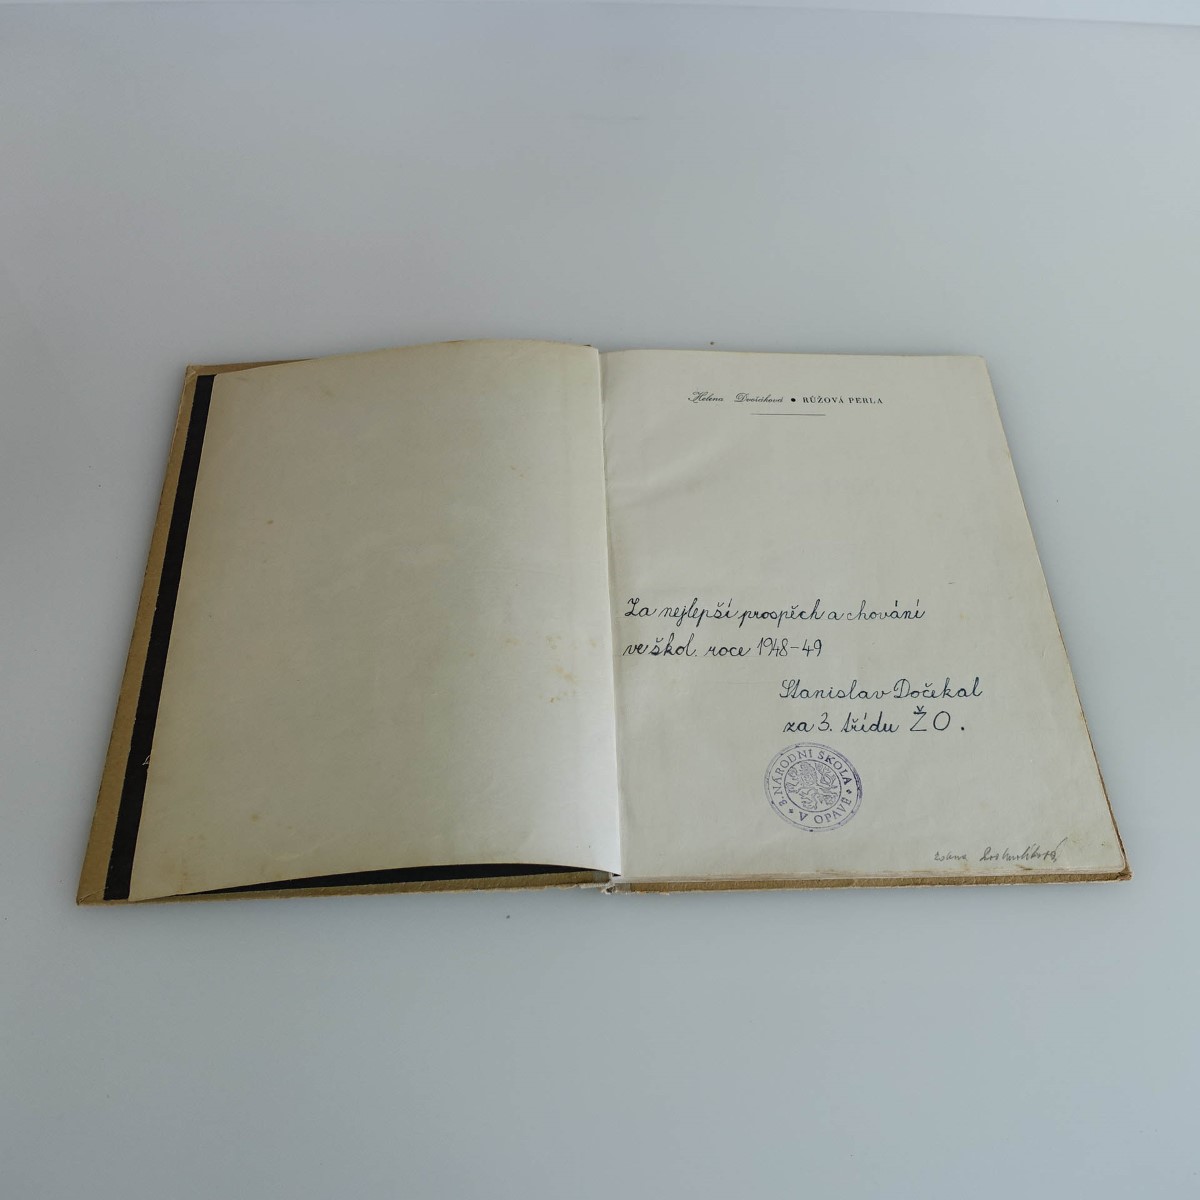 Helena Dvořáková • RŮŽOVÁ PERLA
Za nejlepší prospěch a chování
ve škol. roce 1948-49
Stanislav Dočekal
za 3. třídu ŽO.
8. NÁRODNÍ ŠKOLA
V OPAVĚ